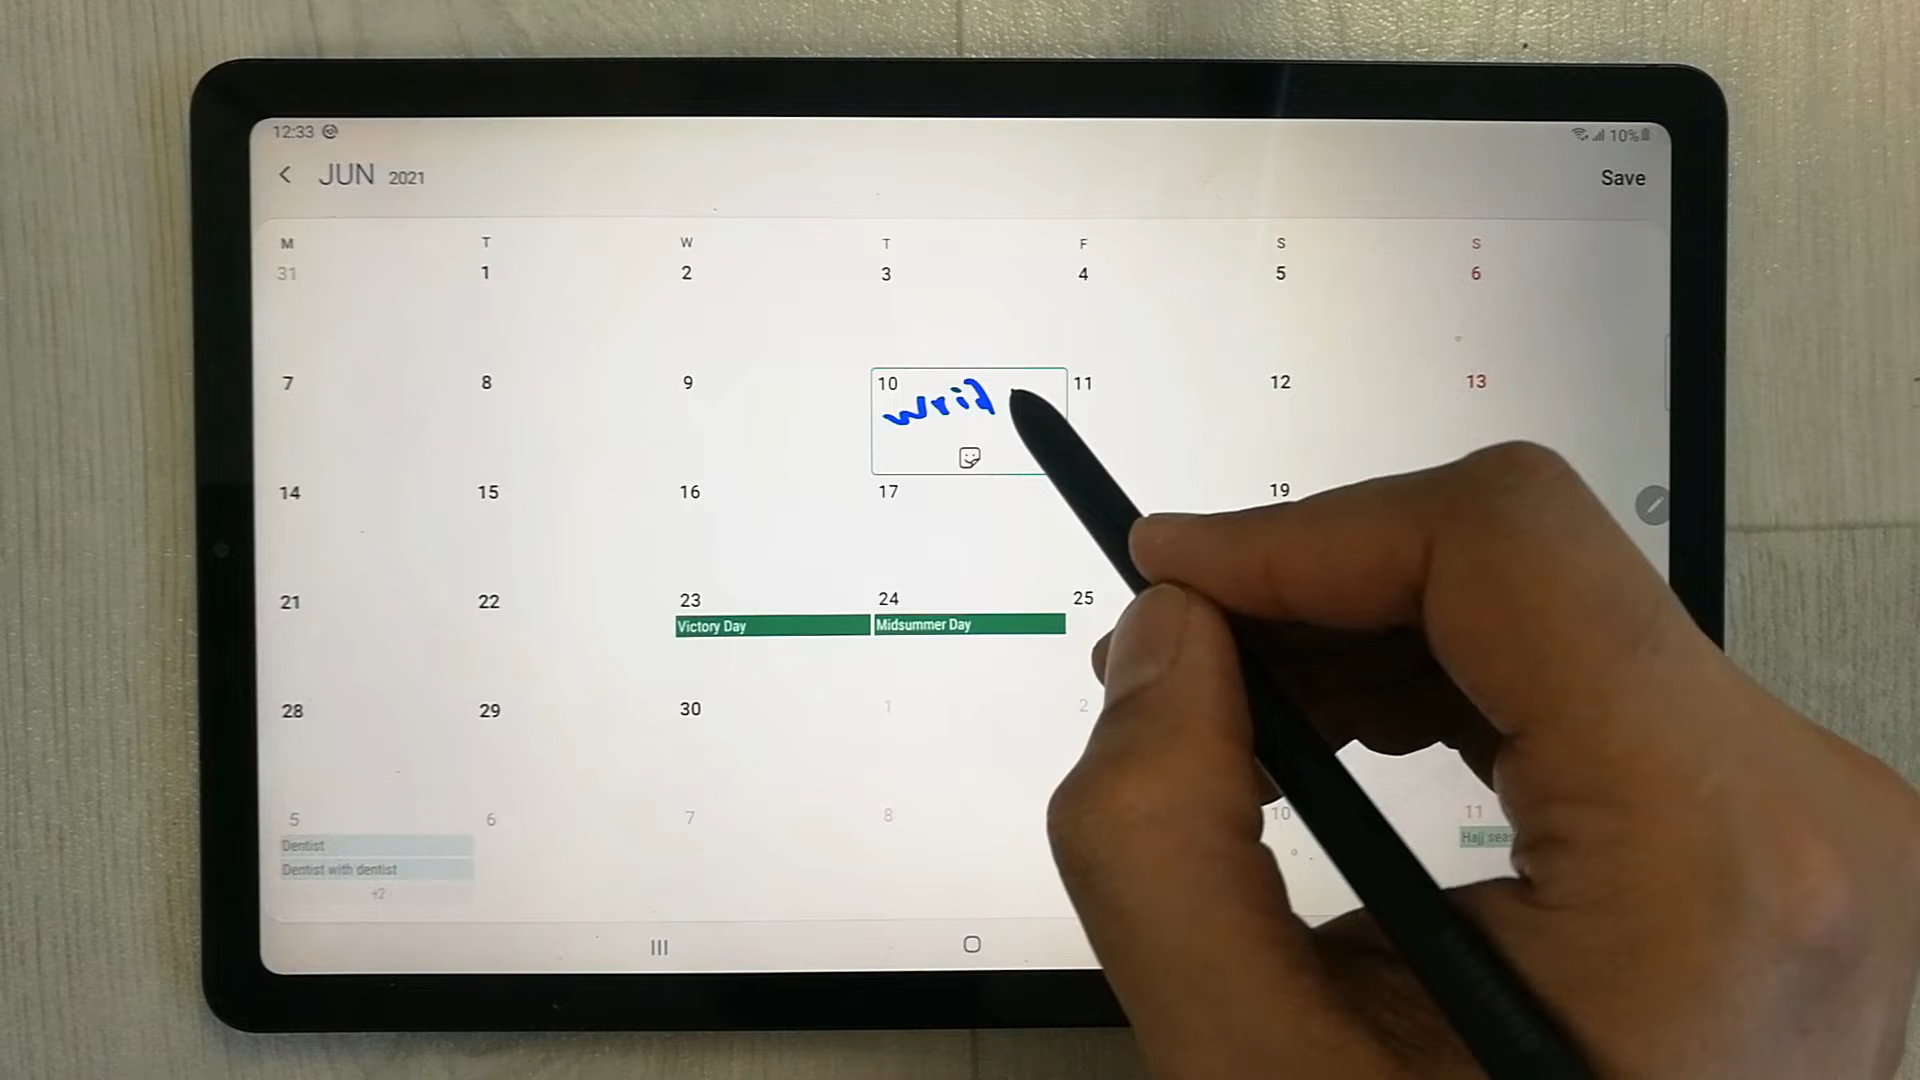 12:33 10%
JUN 2021 Save
M T W T F S S
31 1 2 3 4 5 6
7 8 9 10 11 12 13
14 15 16 17 19
21 22 23 24 25
Victory Day Midsummer Day
28 29 30 1 2
5 6 7 8 10 11
Dentist Hajj seas
Dentist with dentist
+2